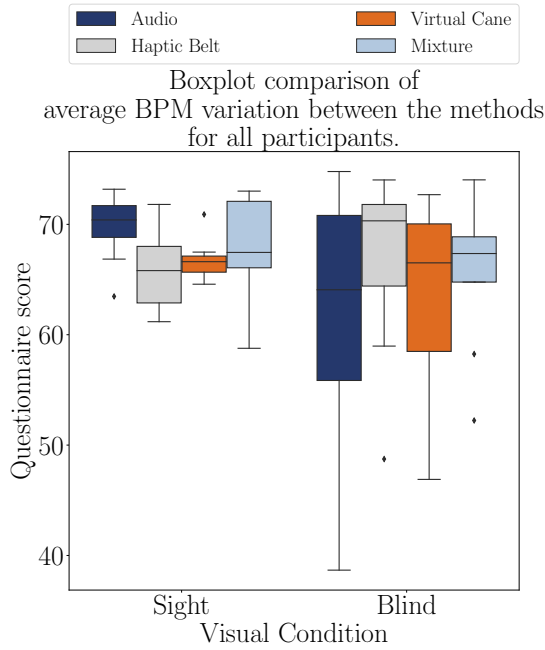 Audio
Haptic Belt
Virtual Cane
Mixture
Boxplot comparison of
average BPM variation between the methods
for all participants.
Questionnaire score
70
60
50
40
Sight
Blind
Visual Condition